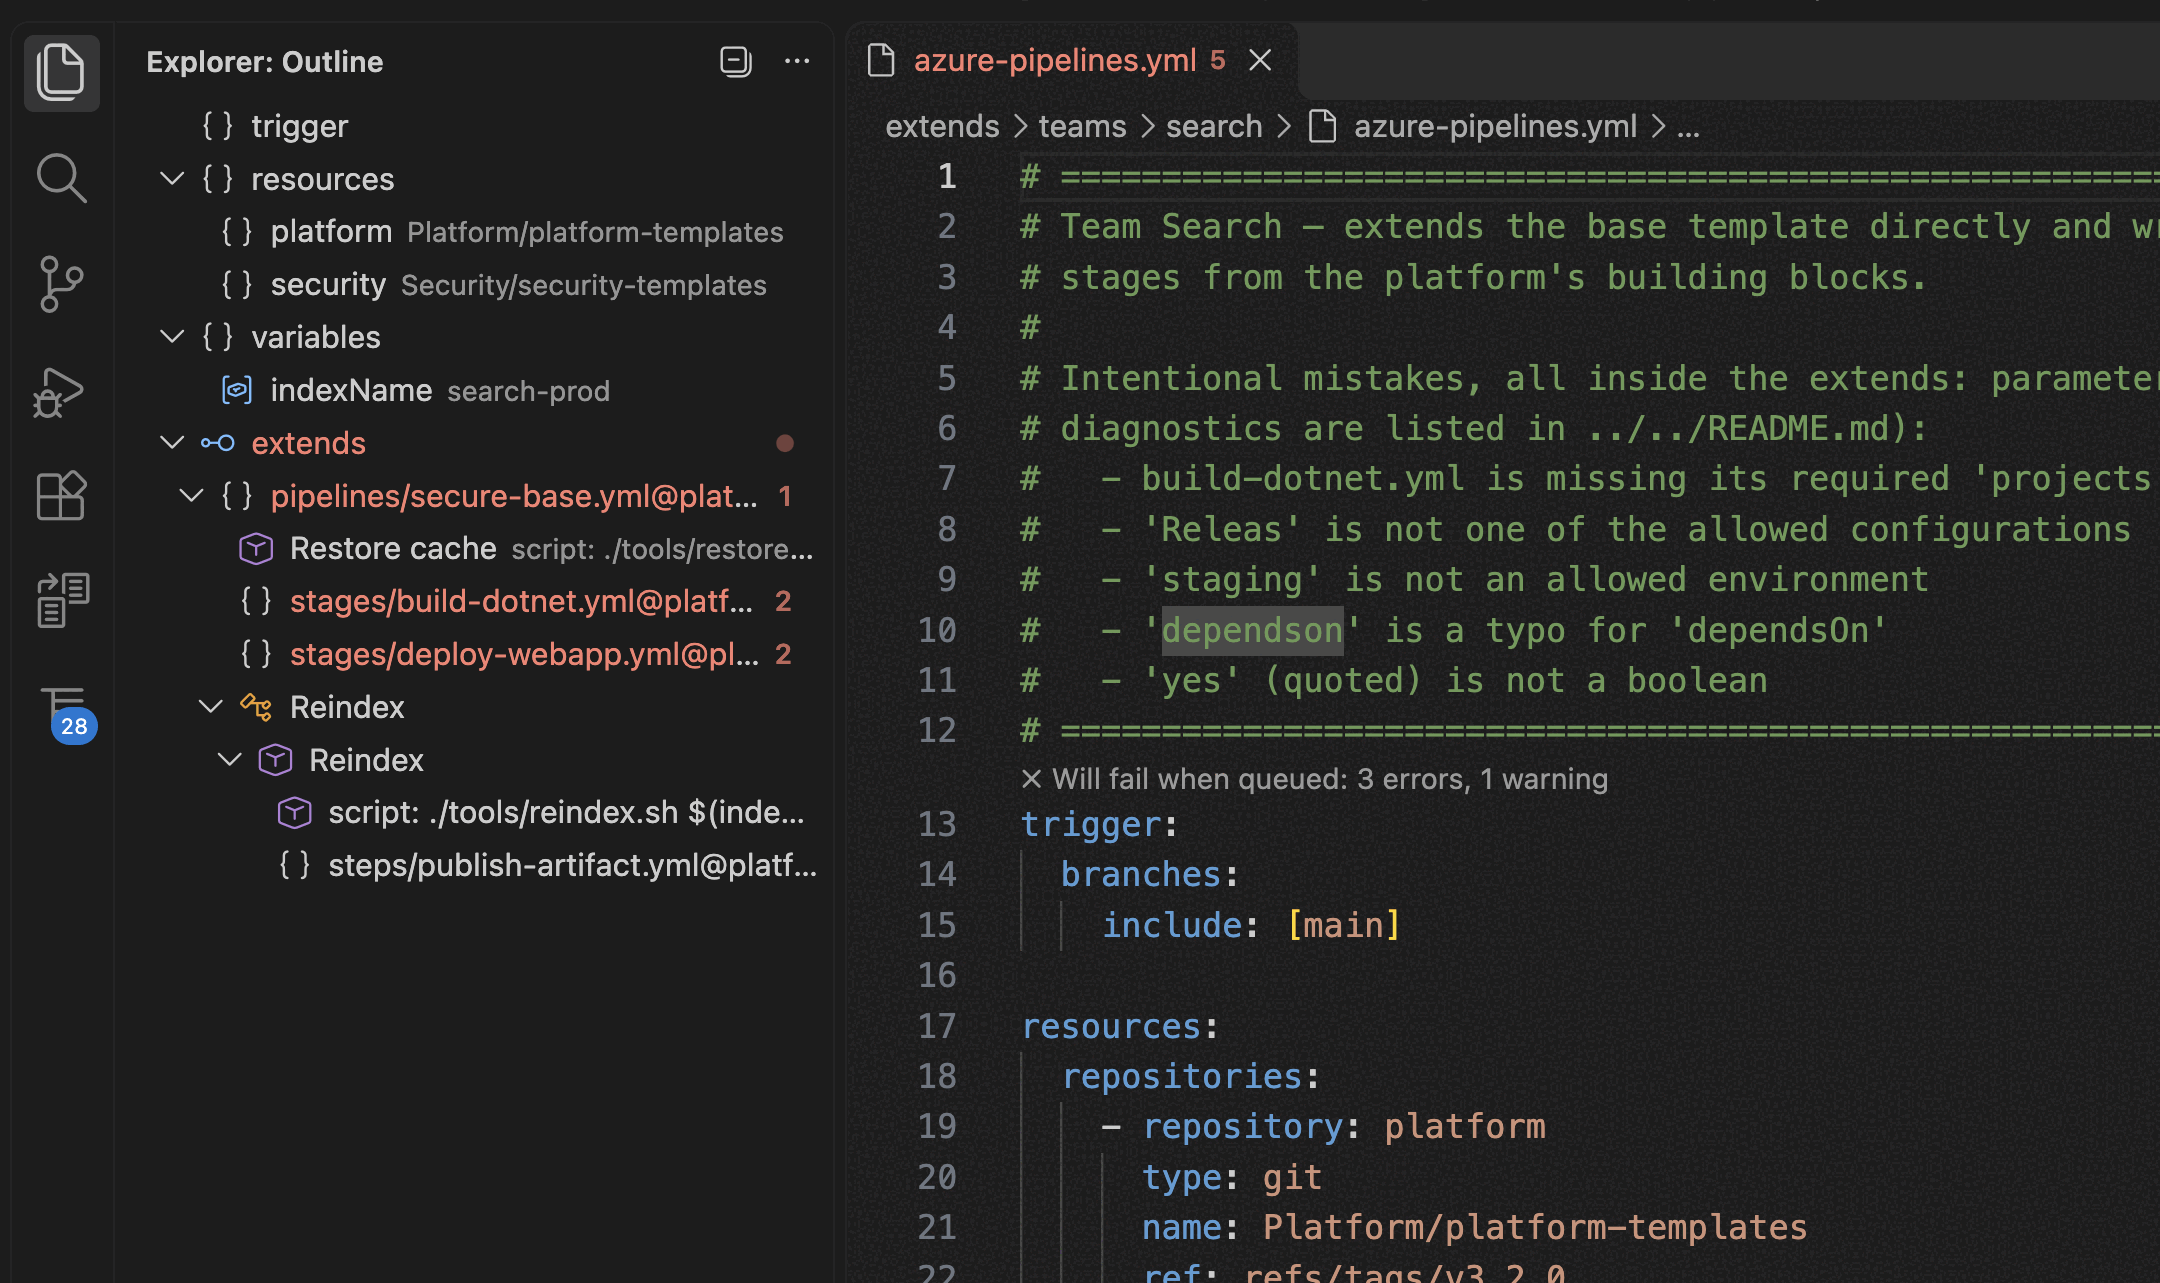 Explorer: Outline
trigger
resources
platform Platform/platform-templates
security Security/security-templates
variables
indexName search-prod
extends
pipelines/secure-base.yml@plat... 1
Restore cache script: ./tools/restore...
stages/build-dotnet.yml@platf... 2
stages/deploy-webapp.yml@pl... 2
Reindex
Reindex
script: ./tools/reindex.sh $(inde...
steps/publish-artifact.yml@platf...
28
azure-pipelines.yml 5
extends > teams > search > azure-pipelines.yml > ...
1 # ======================================================
2 # Team Search — extends the base template directly and wr
3 # stages from the platform's building blocks.
4 #
5 # Intentional mistakes, all inside the extends: parameter
6 # diagnostics are listed in ../../README.md):
7 #   - build-dotnet.yml is missing its required 'projects
8 #   - 'Releas' is not one of the allowed configurations
9 #   - 'staging' is not an allowed environment
10 #   - 'dependson' is a typo for 'dependsOn'
11 #   - 'yes' (quoted) is not a boolean
12 # ======================================================
× Will fail when queued: 3 errors, 1 warning
13 trigger:
14   branches:
15     include: [main]
16
17 resources:
18   repositories:
19     - repository: platform
20       type: git
21       name: Platform/platform-templates
22       ref: refs/tags/v3.2.0